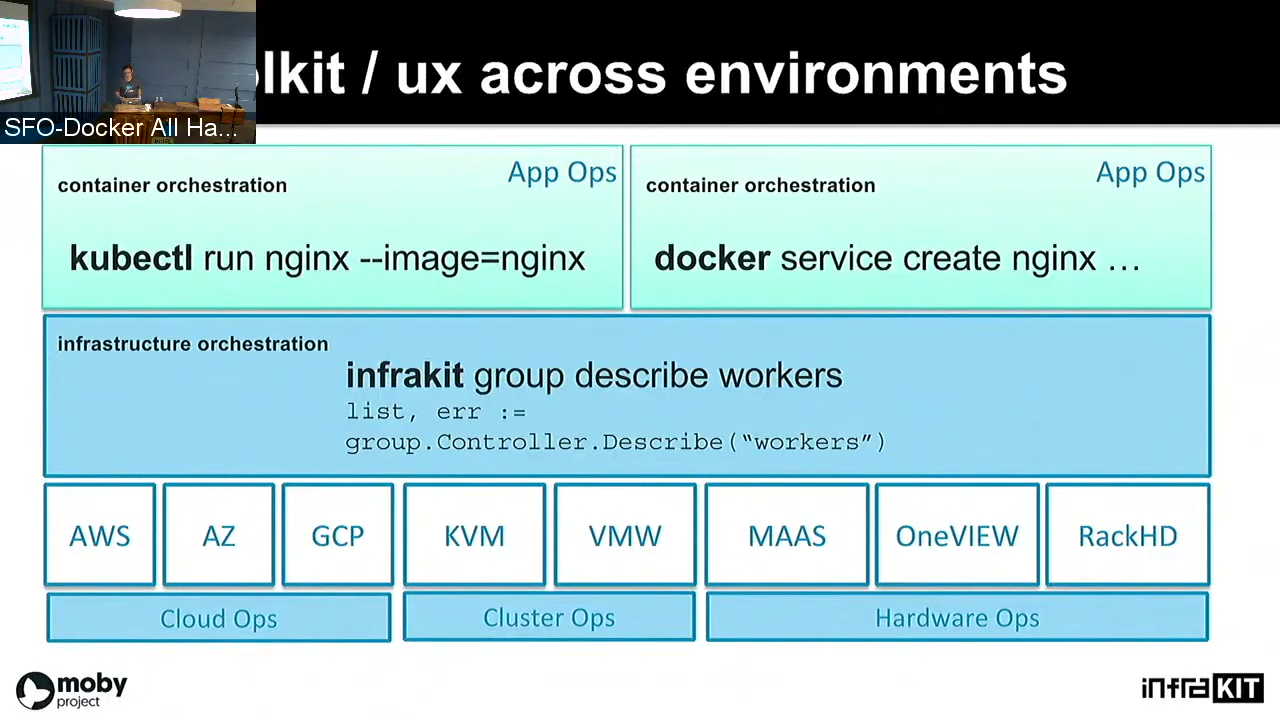 lkit / ux across environments
SFO-Docker All Ha...
container orchestration
App Ops
kubectl run nginx --image=nginx
container orchestration
App Ops
docker service create nginx …
infrastructure orchestration
infrakit group describe workers
list, err :=
group.Controller.Describe(“workers”)
AWS
AZ
GCP
KVM
VMW
MAAS
OneVIEW
RackHD
Cloud Ops
Cluster Ops
Hardware Ops
moby
project
infraKIT